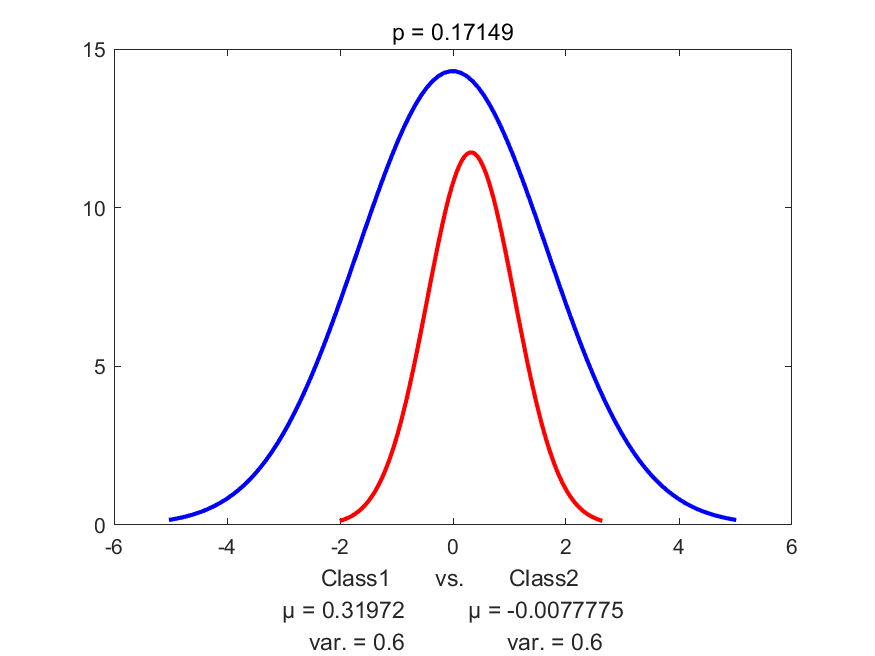 p = 0.17149
15
10
5
0
-6 -4 -2 0 2 4 6
Class1 vs. Class2
μ = 0.31972 μ = -0.0077775
var. = 0.6 var. = 0.6